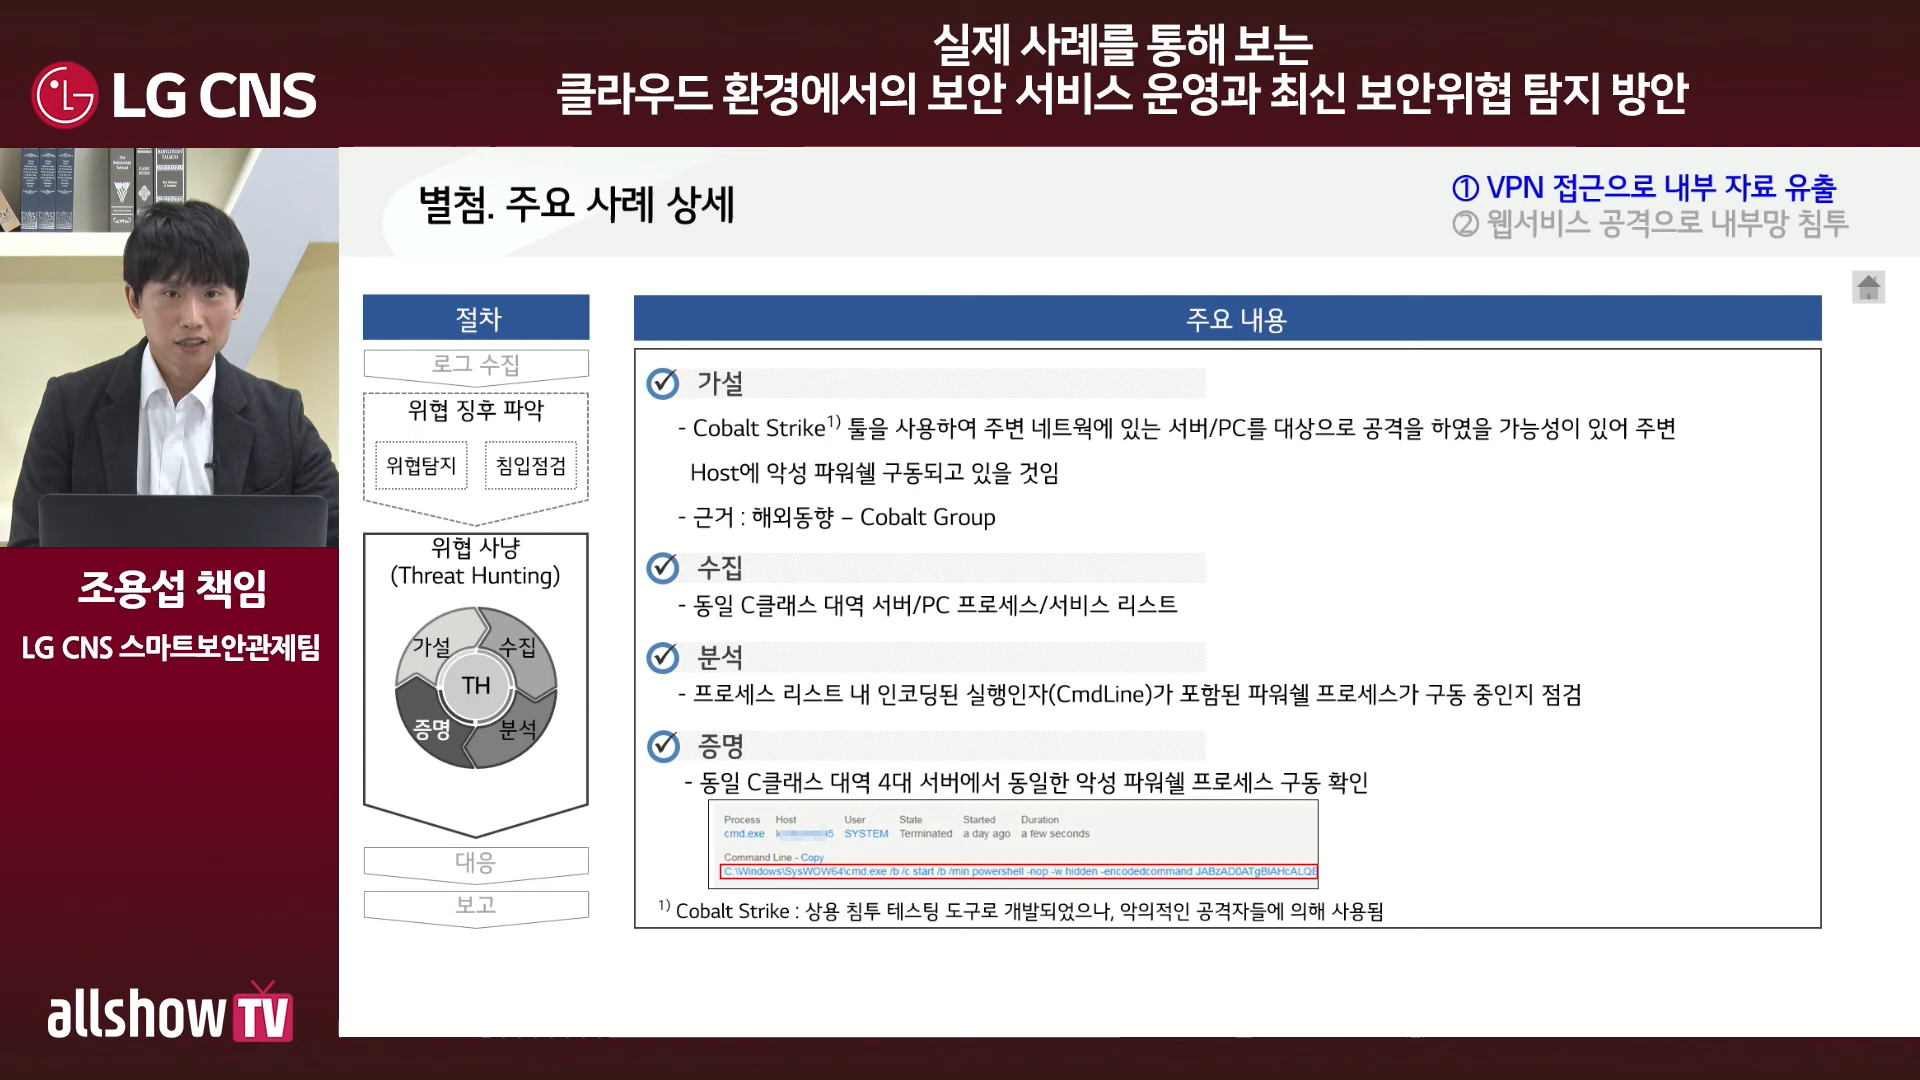 실제 사례를 통해 보는
클라우드 환경에서의 보안 서비스 운영과 최신 보안위협 탐지 방안
LG CNS
별첨. 주요 사례 상세
① VPN 접근으로 내부 자료 유출
② 웹서비스 공격으로 내부망 침투
절차
로그 수집
위협 징후 파악
위협탐지
침입점검
위협 사냥
(Threat Hunting)
가설
수집
TH
증명
분석
대응
보고
주요 내용
가설
- Cobalt Strike1) 툴을 사용하여 주변 네트웍에 있는 서버/PC를 대상으로 공격을 하였을 가능성이 있어 주변
Host에 악성 파워쉘 구동되고 있을 것임
- 근거 : 해외동향 – Cobalt Group
수집
- 동일 C클래스 대역 서버/PC 프로세스/서비스 리스트
분석
- 프로세스 리스트 내 인코딩된 실행인자(CmdLine)가 포함된 파워쉘 프로세스가 구동 중인지 점검
증명
- 동일 C클래스 대역 4대 서버에서 동일한 악성 파워쉘 프로세스 구동 확인
Process Host User State Started Duration
cmd.exe SYSTEM Terminated a day ago a few seconds
Command Line - Copy
C:\Windows\SysWOW64\cmd.exe /b /c start /b /min powershell -nop -w hidden -encodedcommand
1) Cobalt Strike : 상용 침투 테스팅 도구로 개발되었으나, 악의적인 공격자들에 의해 사용됨
조용섭 책임
LG CNS 스마트보안관제팀
allshow TV